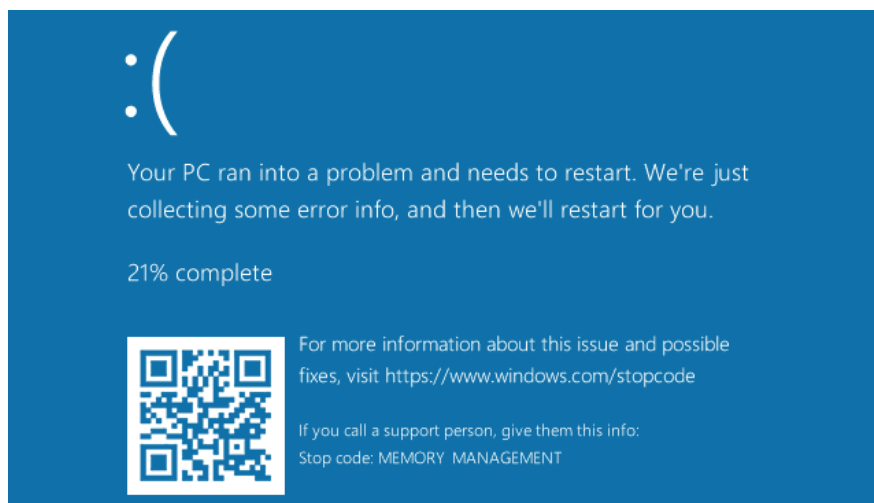 :(
Your PC ran into a problem and needs to restart. We're just
collecting some error info, and then we'll restart for you.
21% complete
For more information about this issue and possible
fixes, visit https://www.windows.com/stopcode
If you call a support person, give them this info:
Stop code: MEMORY MANAGEMENT